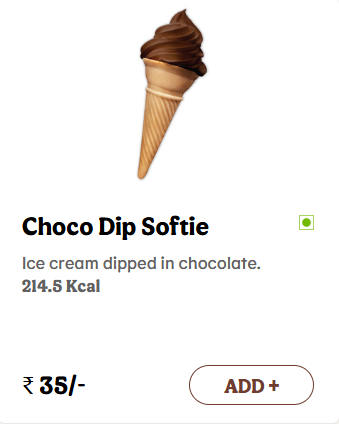 Choco Dip Softie
Ice cream dipped in chocolate.
214.5 Kcal
₹ 35/-
ADD +